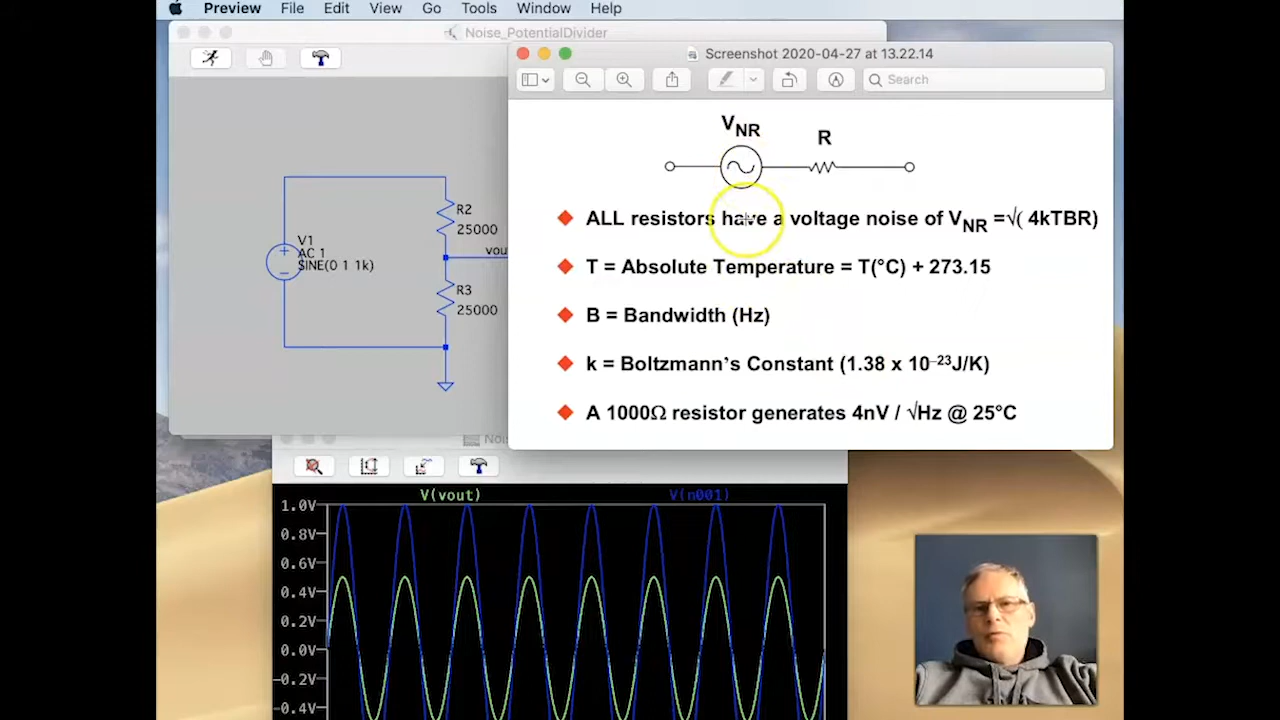 Preview File Edit View Go Tools Window Help
Noise_PotentialDivider
Screenshot 2020-04-27 at 13.22.14
Search
V1
AC 1
SINE(0 1 1k)
R2
25000
vou
R3
25000
VNR
R
ALL resistors have a voltage noise of VNR =√( 4kTBR)
T = Absolute Temperature = T(°C) + 273.15
B = Bandwidth (Hz)
k = Boltzmann's Constant (1.38 x 10–23J/K)
A 1000Ω resistor generates 4nV / √Hz @ 25°C
Noi
V(vout) V(n001)
1.0V
0.8V
0.6V
0.4V
0.2V
0.0V
-0.2V
-0.4V